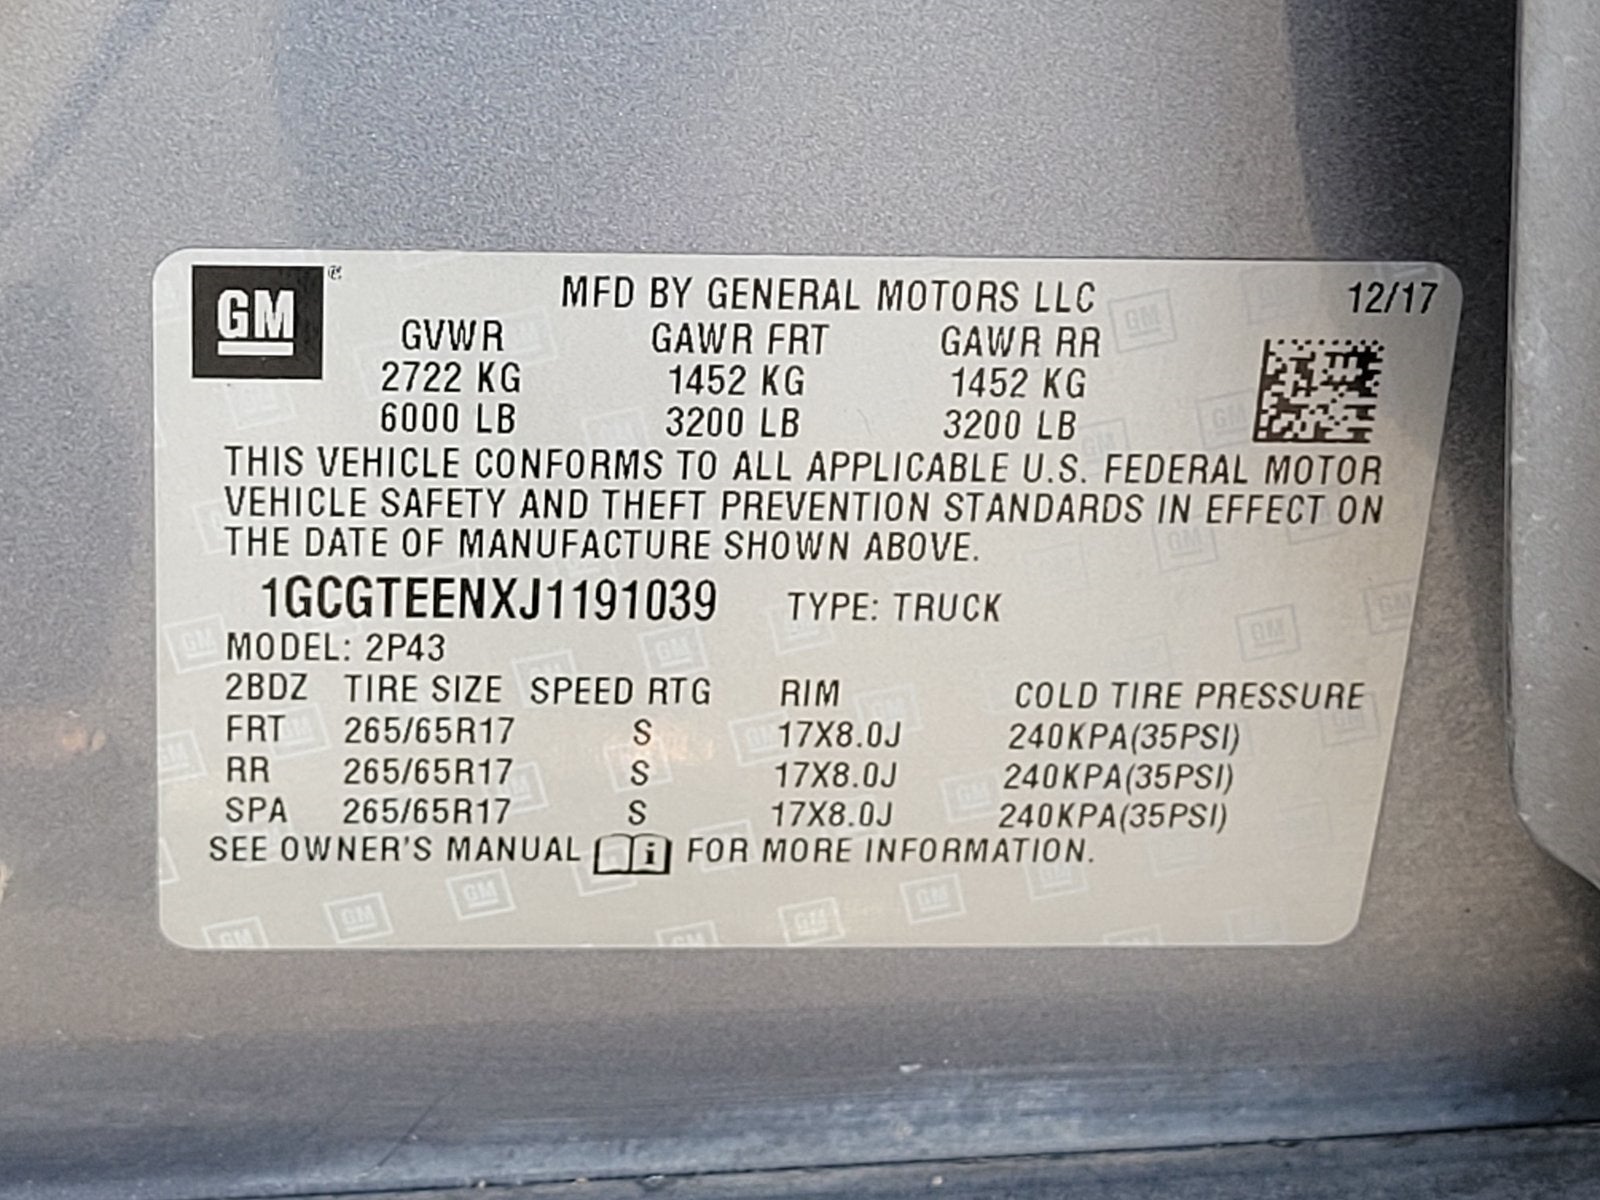 GM ®
MFD BY GENERAL MOTORS LLC 12/17
GVWR GAWR FRT GAWR RR
2722 KG 1452 KG 1452 KG
6000 LB 3200 LB 3200 LB
THIS VEHICLE CONFORMS TO ALL APPLICABLE U.S. FEDERAL MOTOR
VEHICLE SAFETY AND THEFT PREVENTION STANDARDS IN EFFECT ON
THE DATE OF MANUFACTURE SHOWN ABOVE.
1GCGTEENXJ1191039 TYPE: TRUCK
MODEL: 2P43
2BDZ TIRE SIZE SPEED RTG RIM COLD TIRE PRESSURE
FRT 265/65R17 S 17X8.0J 240KPA(35PSI)
RR 265/65R17 S 17X8.0J 240KPA(35PSI)
SPA 265/65R17 S 17X8.0J 240KPA(35PSI)
SEE OWNER'S MANUAL i FOR MORE INFORMATION.